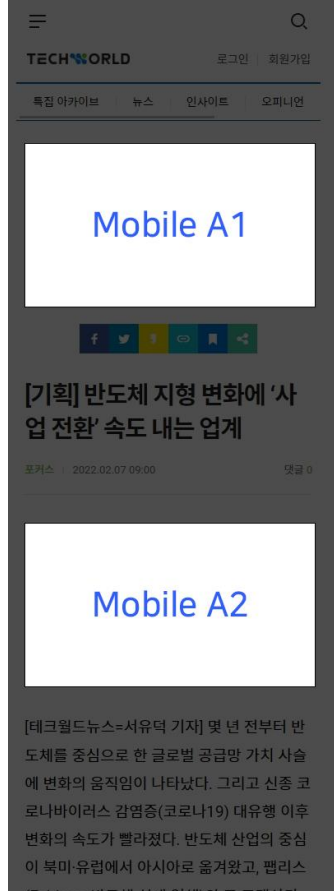 TECHWORLD
로그인 | 회원가입
특집 아카이브 | 뉴스 | 인사이트 | 오피니언
Mobile A1
[기획] 반도체 지형 변화에 ‘사
업 전환’ 속도 내는 업계
포커스 | 2022.02.07 09:00 댓글 0
Mobile A2
[테크월드뉴스=서유덕 기자] 몇 년 전부터 반
도체를 중심으로 한 글로벌 공급망 가치 사슬
에 변화의 움직임이 나타났다. 그리고 신종 코
로나바이러스 감염증(코로나19) 대유행 이후
변화의 속도가 빨라졌다. 반도체 산업의 중심
이 북미·유럽에서 아시아로 옮겨왔고, 팹리스